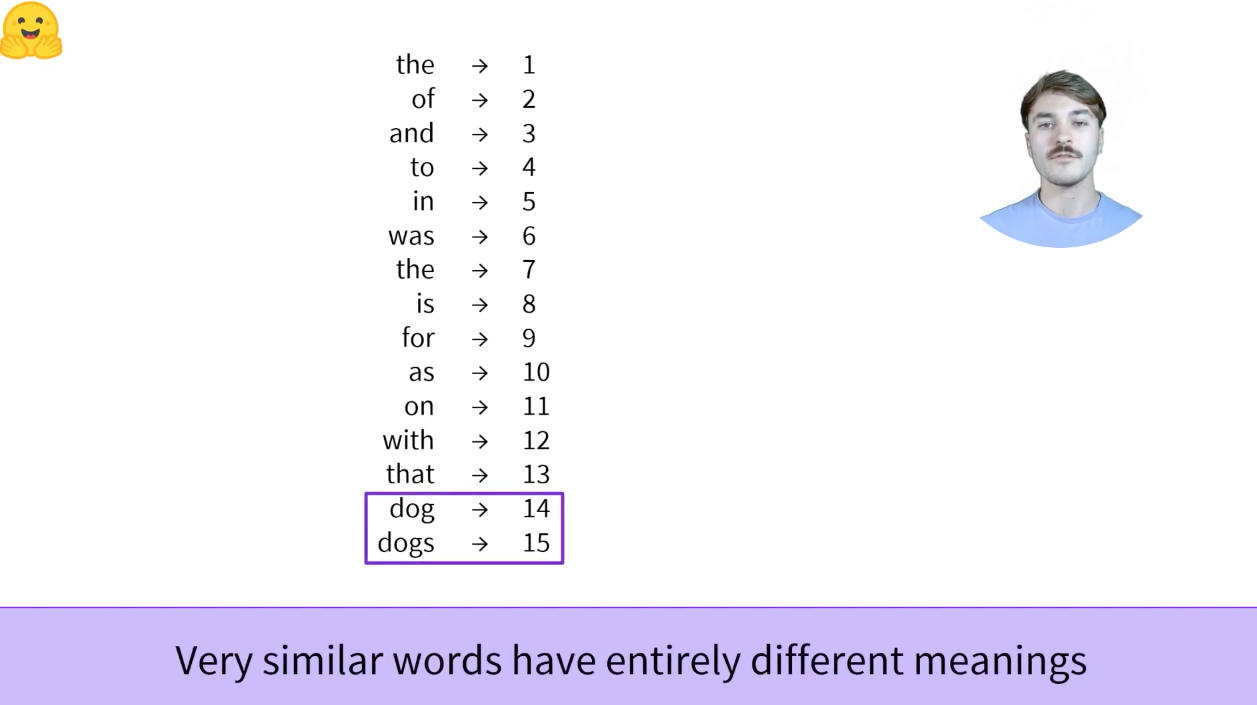 the → 1
of → 2
and → 3
to → 4
in → 5
was → 6
the → 7
is → 8
for → 9
as → 10
on → 11
with → 12
that → 13
dog → 14
dogs → 15
Very similar words have entirely different meanings